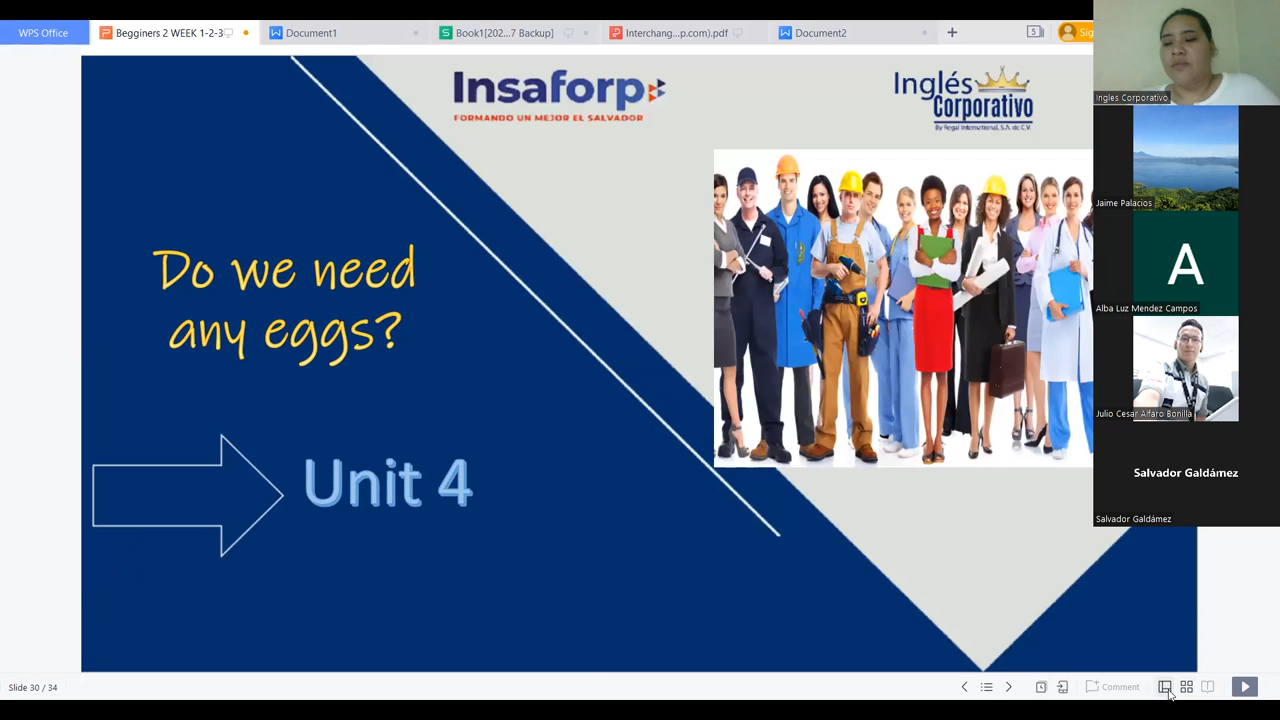 WPS Office
Begginers 2 WEEK 1-2-3
Document1
Book1[202...7 Backup]
Interchang...p.com).pdf
Document2
5
Sig
Insaforp
FORMANDO UN MEJOR EL SALVADOR
Inglés
Corporativo
By Regal International, S.A. de C.V.
Do we need
any eggs?
Unit 4
Ingles Corporativo
Jaime Palacios
A
Alba Luz Mendez Campos
Julio Cesar Alfaro Bonilla
Salvador Galdámez
Salvador Galdámez
Slide 30 / 34
Comment